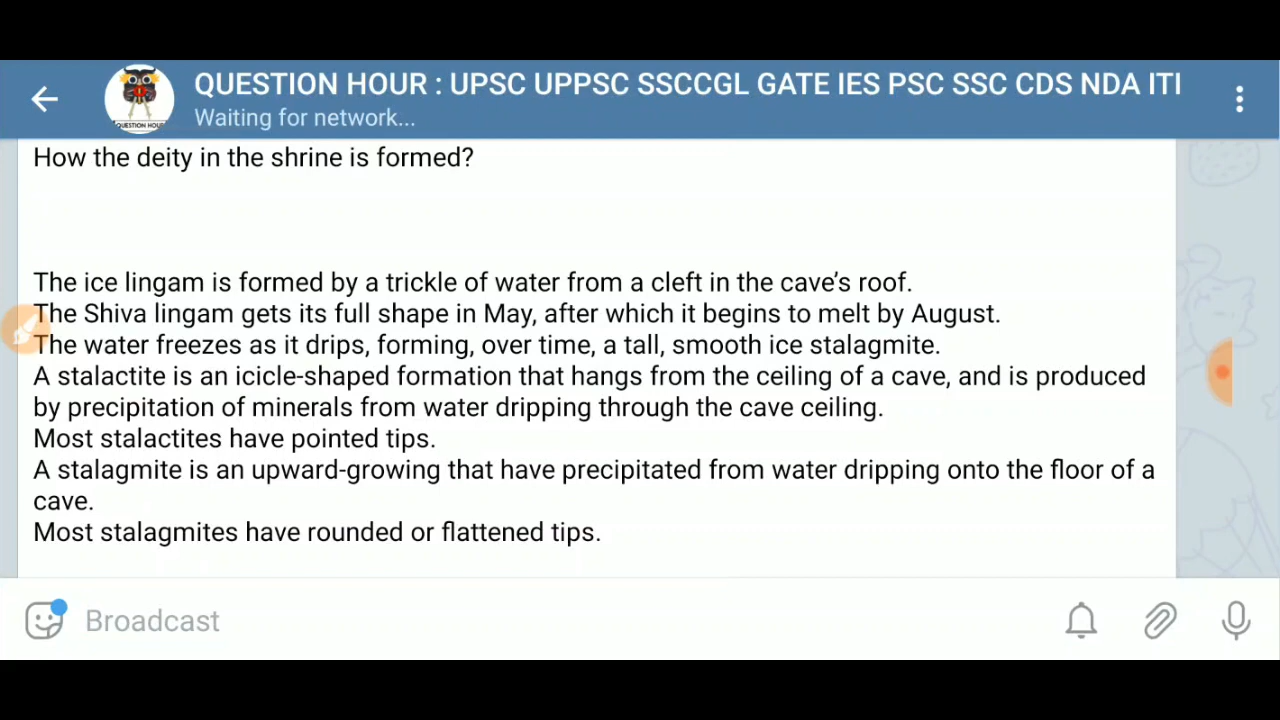 QUESTION HOUR : UPSC UPPSC SSCCGL GATE IES PSC SSC CDS NDA ITI
Waiting for network...
QUESTION HOUR
How the deity in the shrine is formed?
The ice lingam is formed by a trickle of water from a cleft in the cave’s roof.
The Shiva lingam gets its full shape in May, after which it begins to melt by August.
The water freezes as it drips, forming, over time, a tall, smooth ice stalagmite.
A stalactite is an icicle-shaped formation that hangs from the ceiling of a cave, and is produced
by precipitation of minerals from water dripping through the cave ceiling.
Most stalactites have pointed tips.
A stalagmite is an upward-growing that have precipitated from water dripping onto the floor of a
cave.
Most stalagmites have rounded or flattened tips.
Broadcast